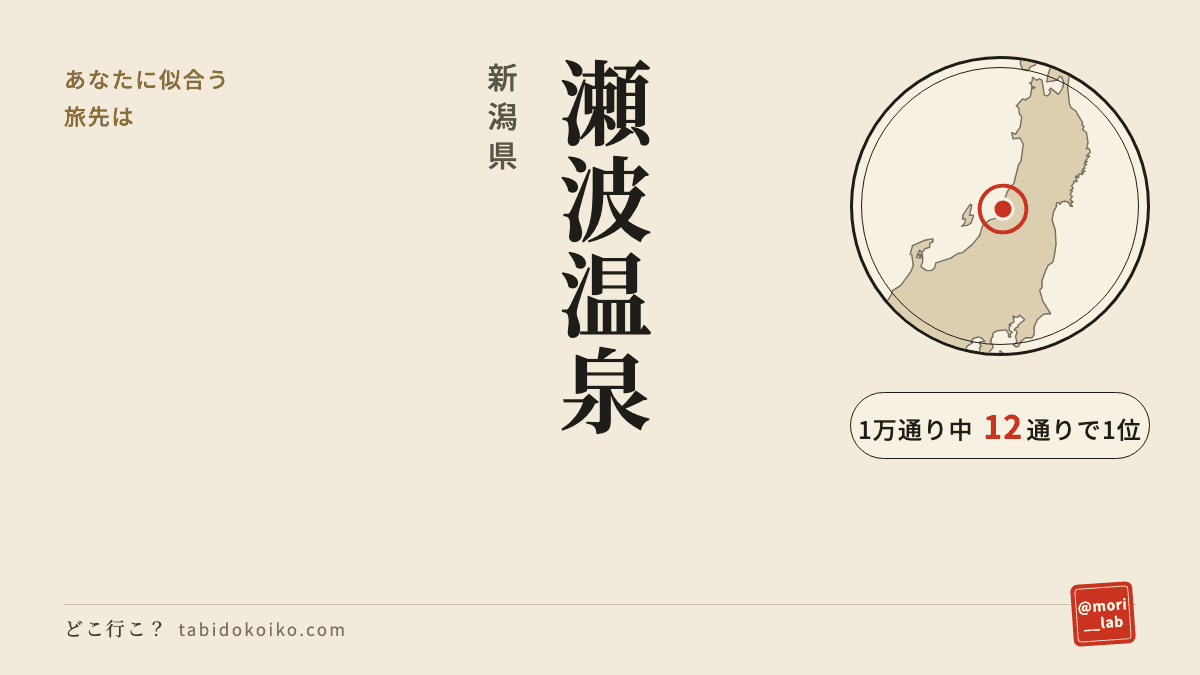 あなたに似合う
旅先は
瀬波温泉
新潟県
1万通り中 12通りで1位
どこ行こ？ tabidokoiko.com
@mori
__lab